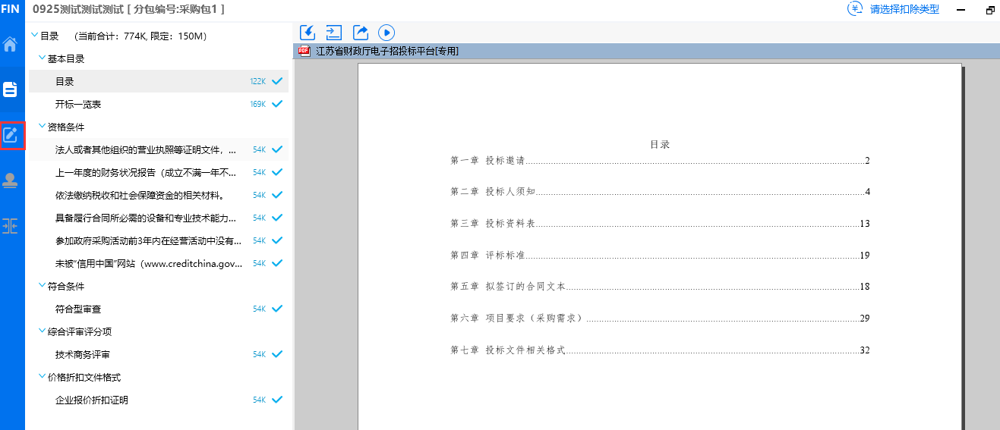 FIN 0925测试测试测试 [ 分包编号:采购包1 ] 请选择扣除类型
目录 (当前合计：774K, 限定：150M)
基本目录
目录 122K
开标一览表 169K
资格条件
法人或者其他组织的营业执照等证明文件，... 54K
上一年度的财务状况报告（成立不满一年不... 54K
依法缴纳税收和社会保障资金的相关材料。 54K
具备履行合同所必需的设备和专业技术能力... 54K
参加政府采购活动前3年内在经营活动中没有... 54K
未被“信用中国”网站（www.creditchina.gov... 54K
符合条件
符合型审查 54K
综合评审评分项
技术商务评审 54K
价格折扣文件格式
企业报价折扣证明 54K
PDF 江苏省财政厅电子招投标平台[专用]
目录
第一章 投标邀请 2
第二章 投标人须知 4
第三章 投标资料表 13
第四章 评标标准 19
第五章 拟签订的合同文本 18
第六章 项目要求（采购需求） 29
第七章 投标文件相关格式 32